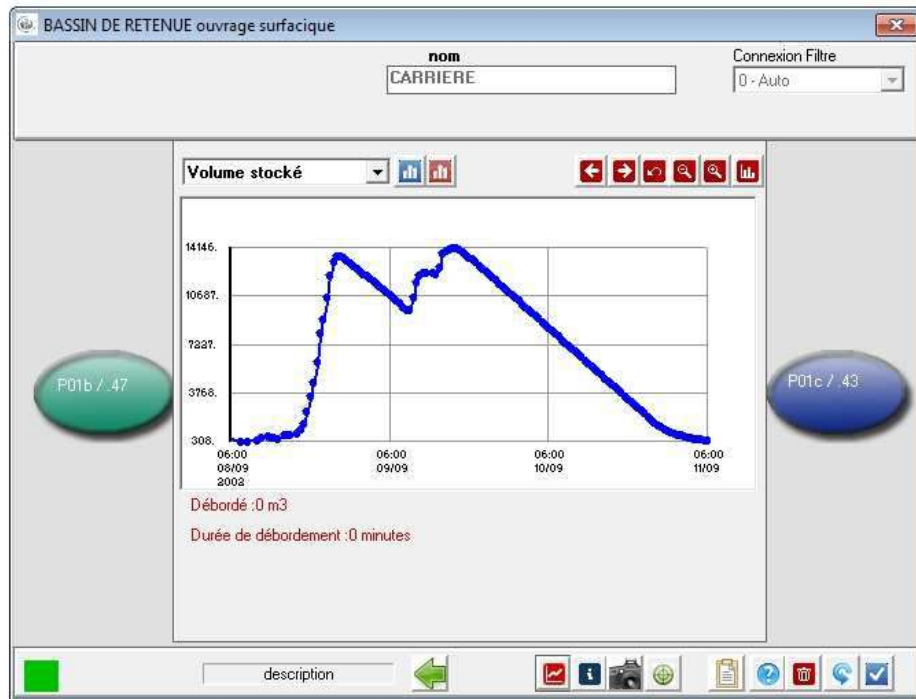 BASSIN DE RETENUE ouvrage surfacique
nom
CARRIERE
Connexion Filtre
0 - Auto
Volume stocké
14146.
10687.
7227.
3768.
308.
06:00
08/09
2002
06:00
09/09
06:00
10/09
06:00
11/09
P01b / .47
P01c / .43
Débordé :0 m3
Durée de débordement :0 minutes
description